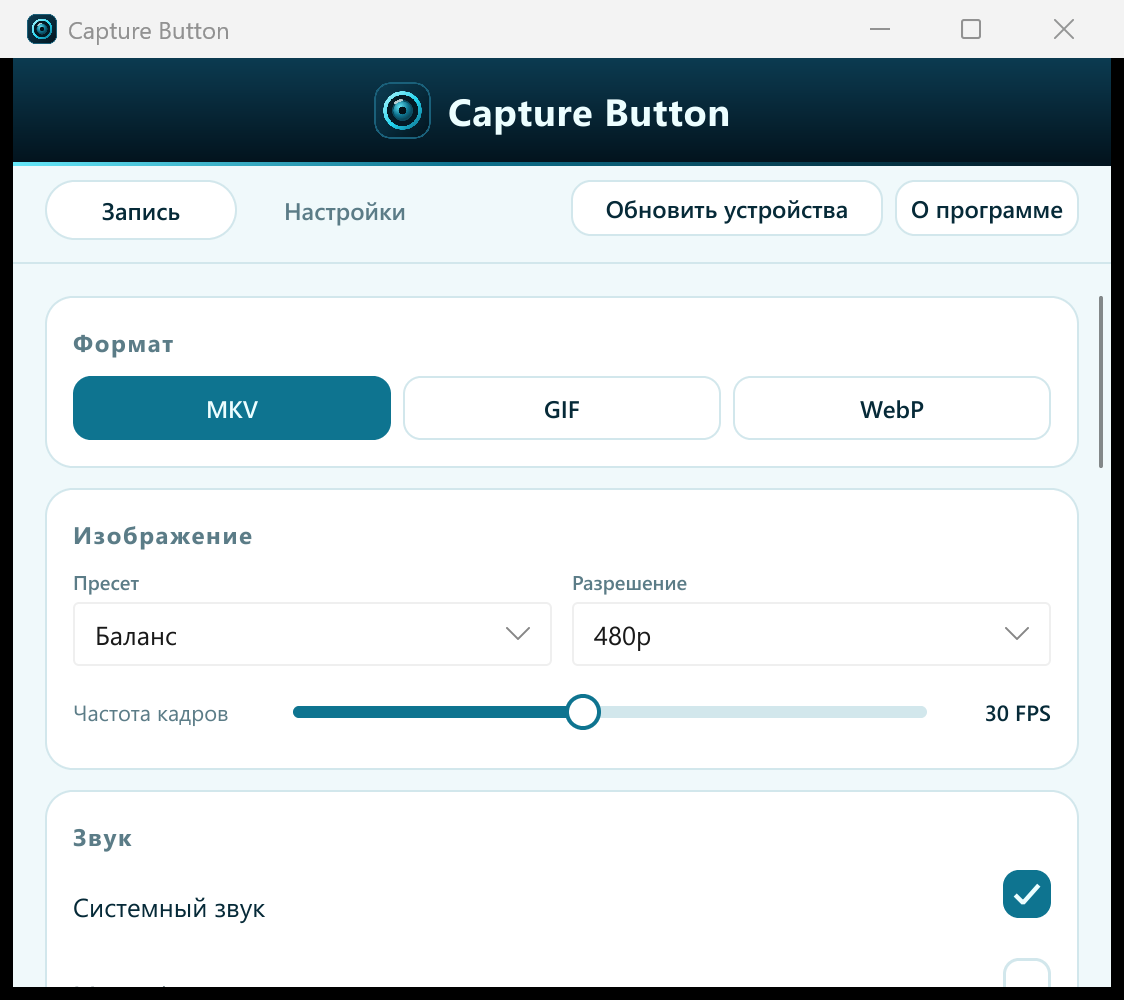 Capture Button
Capture Button
Запись
Настройки
Обновить устройства
О программе
Формат
MKV
GIF
WebP
Изображение
Пресет
Разрешение
Баланс
480p
Частота кадров
30 FPS
Звук
Системный звук